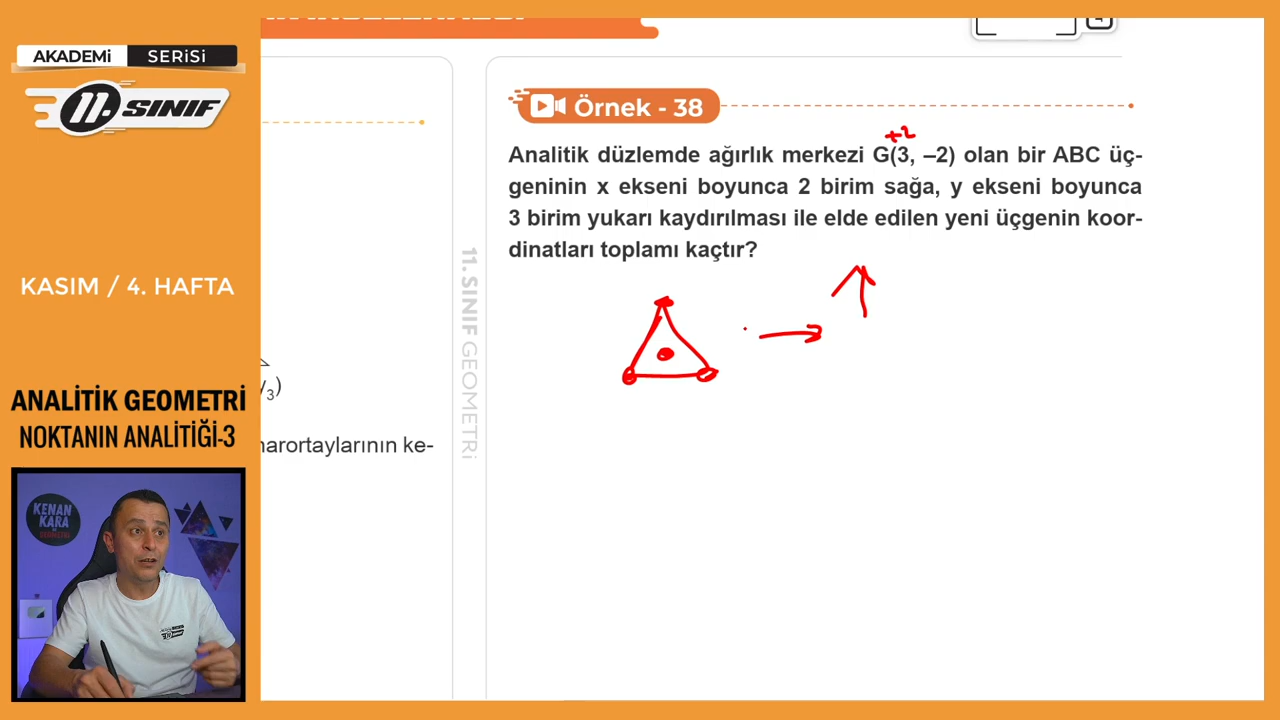 AKADEMi SERiSi
11. SINIF
KASIM / 4. HAFTA
ANALİTİK GEOMETRİ
NOKTANIN ANALİTİĞİ-3
KENAN
KARA
y₃)
narortaylarının ke-
11. SINIF GEOMETRİ
Örnek - 38
+2
Analitik düzlemde ağırlık merkezi G(3, –2) olan bir ABC üç-
geninin x ekseni boyunca 2 birim sağa, y ekseni boyunca
3 birim yukarı kaydırılması ile elde edilen yeni üçgenin koor-
dinatları toplamı kaçtır?